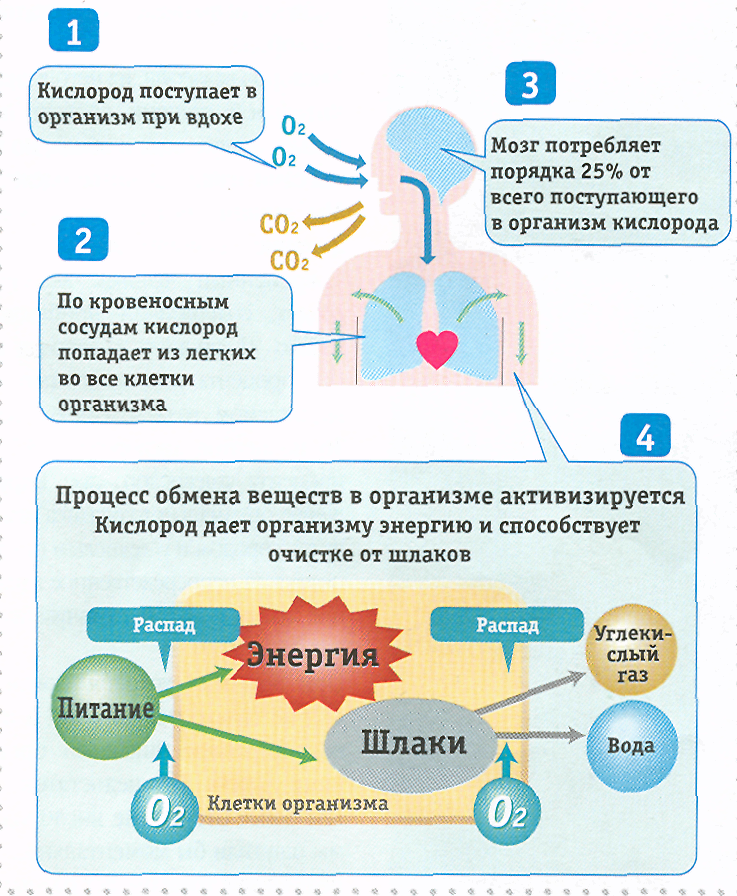 1
Кислород поступает в
организм при вдохе
O₂
O₂
CO₂
CO₂
3
Мозг потребляет
порядка 25% от
всего поступающего
в организм кислорода
2
По кровеносным
сосудам кислород
попадает из легких
во все клетки
организма
4
Процесс обмена веществ в организме активизируется
Кислород дает организму энергию и способствует
очистке от шлаков
Распад
Распад
Энергия
Углеки-
слый
газ
Питание
Шлаки
Вода
O₂
Клетки организма
O₂